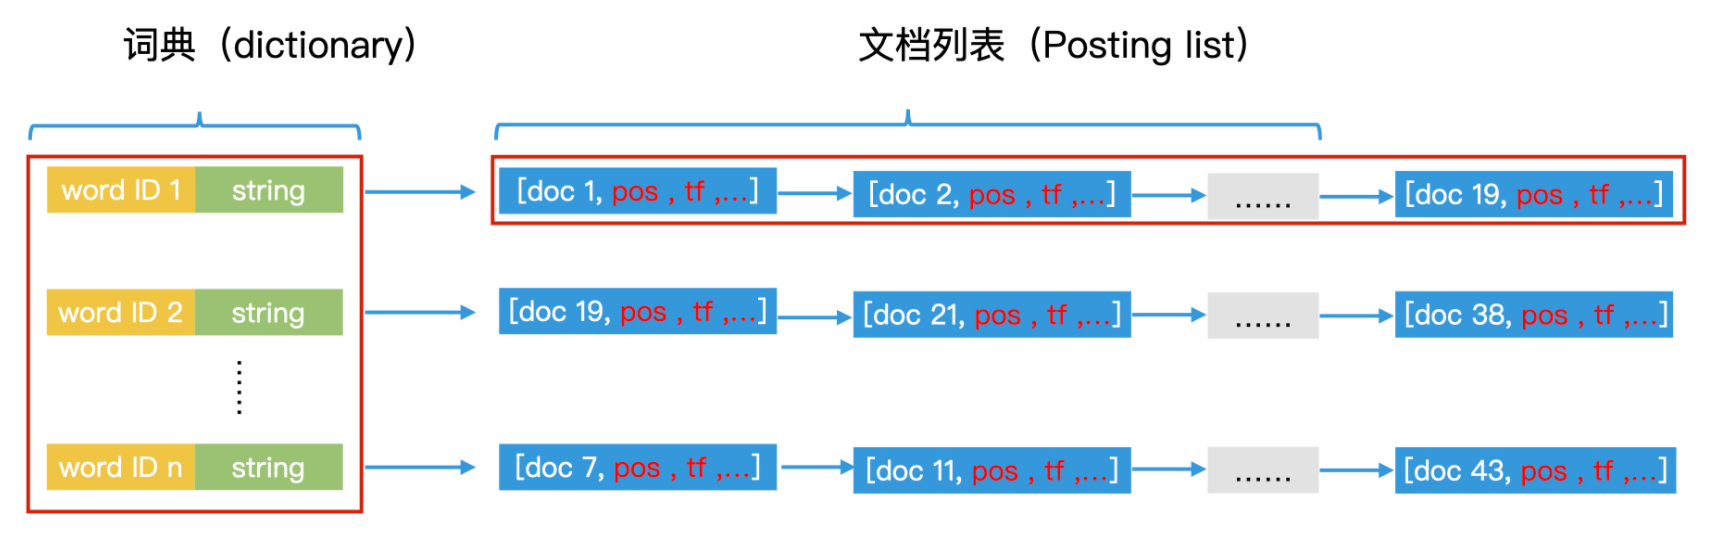 词典（dictionary）
文档列表（Posting list）
word ID 1 string [doc 1, pos , tf ,...] [doc 2, pos , tf ,...] ...... [doc 19, pos , tf ,...]
word ID 2 string [doc 19, pos , tf ,...] [doc 21, pos , tf ,...] ...... [doc 38, pos , tf ,...]
word ID n string [doc 7, pos , tf ,...] [doc 11, pos , tf ,...] ...... [doc 43, pos , tf ,...]